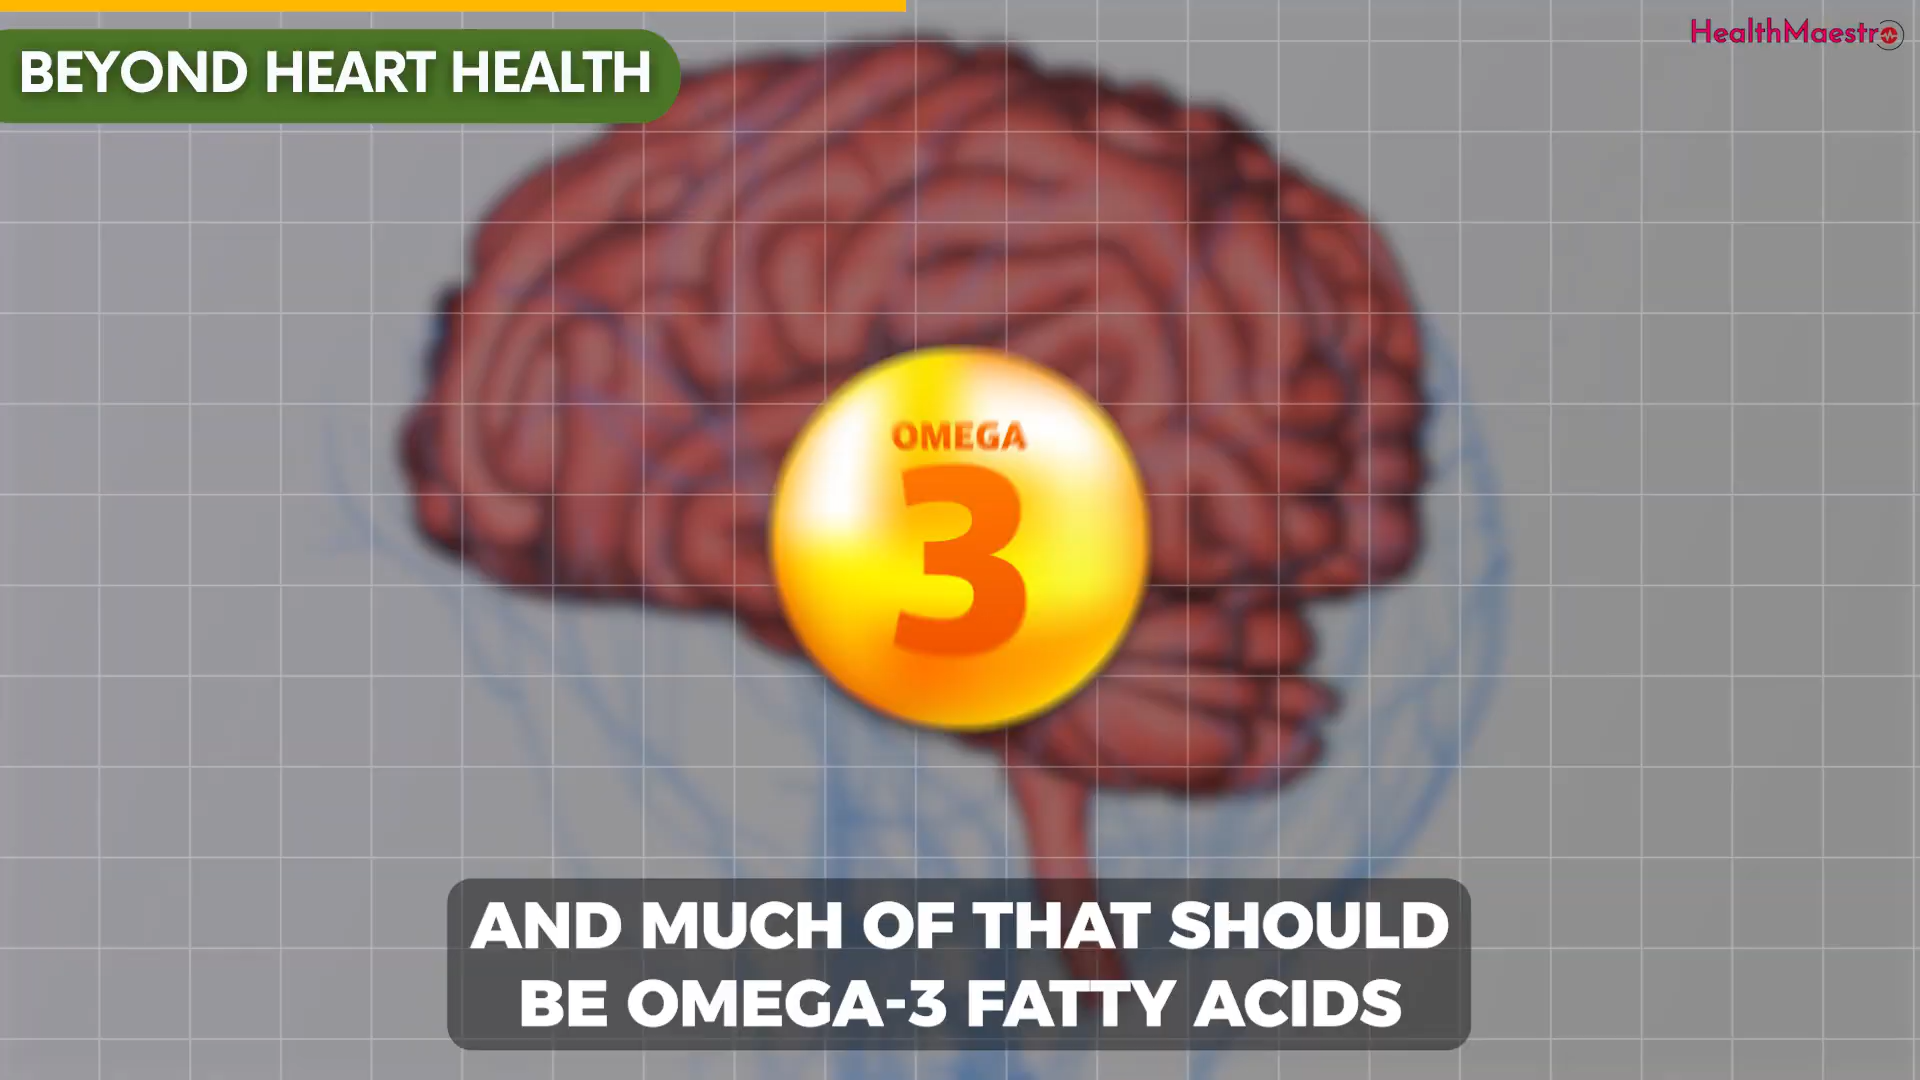 BEYOND HEART HEALTH
HealthMaestro
OMEGA
3
AND MUCH OF THAT SHOULD
BE OMEGA-3 FATTY ACIDS